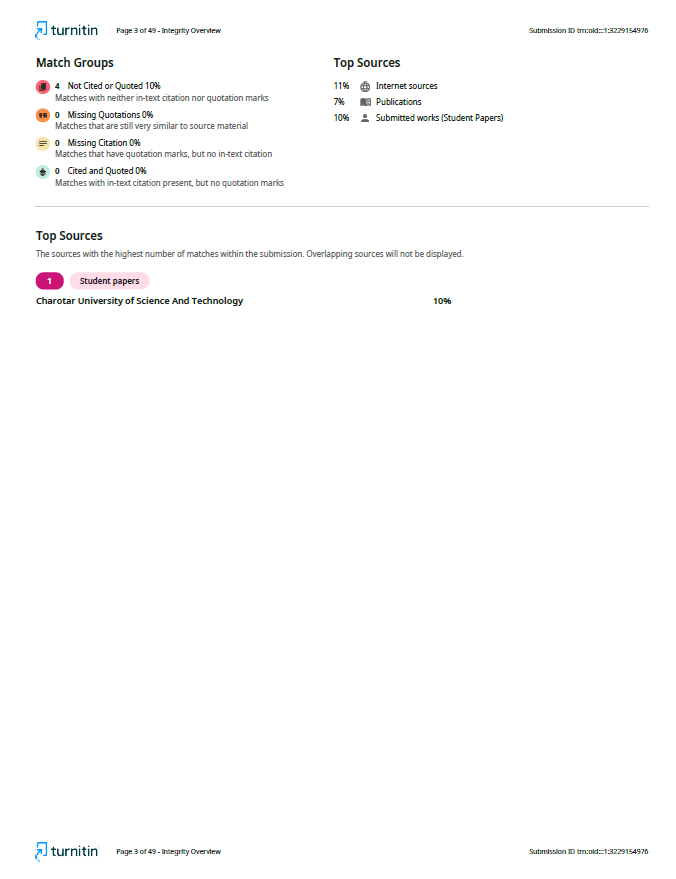 turnitin Page 3 of 49 - Integrity Overview Submission ID trn:oid:::1:3229154976
Match Groups
4 Not Cited or Quoted 10%
Matches with neither in-text citation nor quotation marks
0 Missing Quotations 0%
Matches that are still very similar to source material
0 Missing Citation 0%
Matches that have quotation marks, but no in-text citation
0 Cited and Quoted 0%
Matches with in-text citation present, but no quotation marks
Top Sources
11% Internet sources
7% Publications
10% Submitted works (Student Papers)
Top Sources
The sources with the highest number of matches within the submission. Overlapping sources will not be displayed.
1 Student papers
Charotar University of Science And Technology 10%
turnitin Page 3 of 49 - Integrity Overview Submission ID trn:oid:::1:3229154976